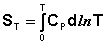 S_T = ∫_0^T C_P d ln T